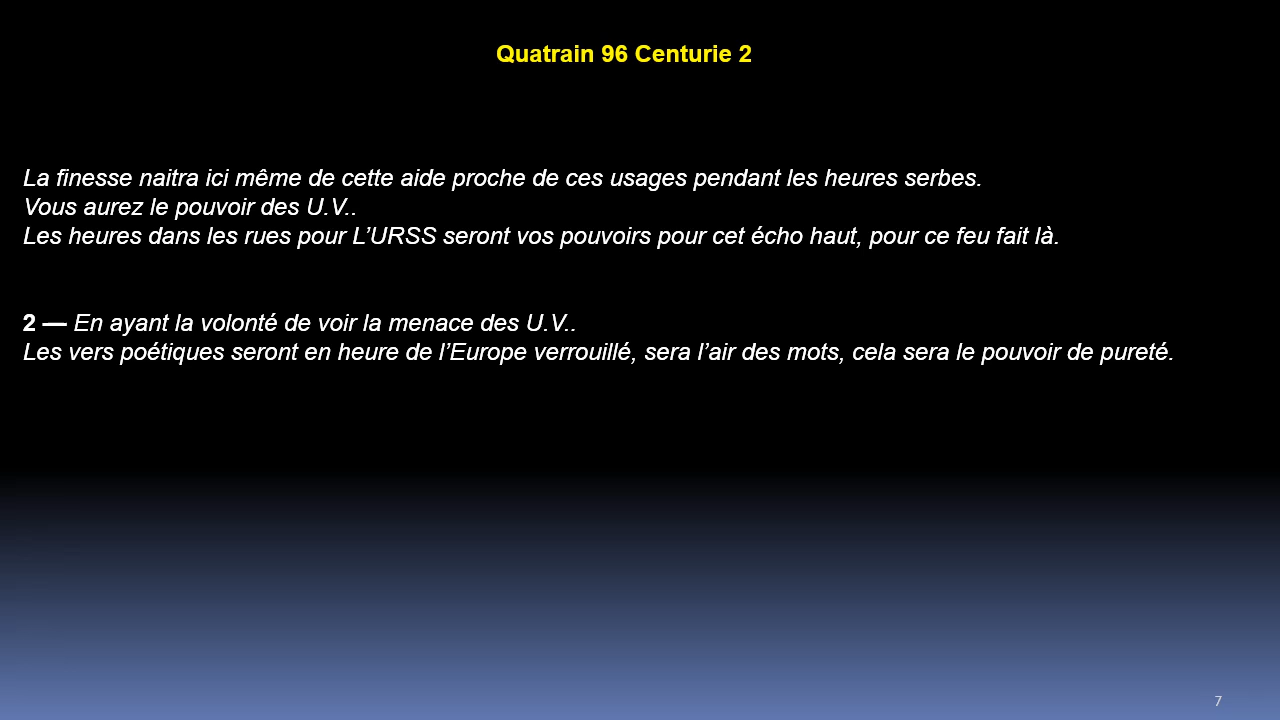 Quatrain 96 Centurie 2
La finesse naitra ici même de cette aide proche de ces usages pendant les heures serbes.
Vous aurez le pouvoir des U.V..
Les heures dans les rues pour L’URSS seront vos pouvoirs pour cet écho haut, pour ce feu fait là.
2 — En ayant la volonté de voir la menace des U.V..
Les vers poétiques seront en heure de l’Europe verrouillé, sera l’air des mots, cela sera le pouvoir de pureté.
7